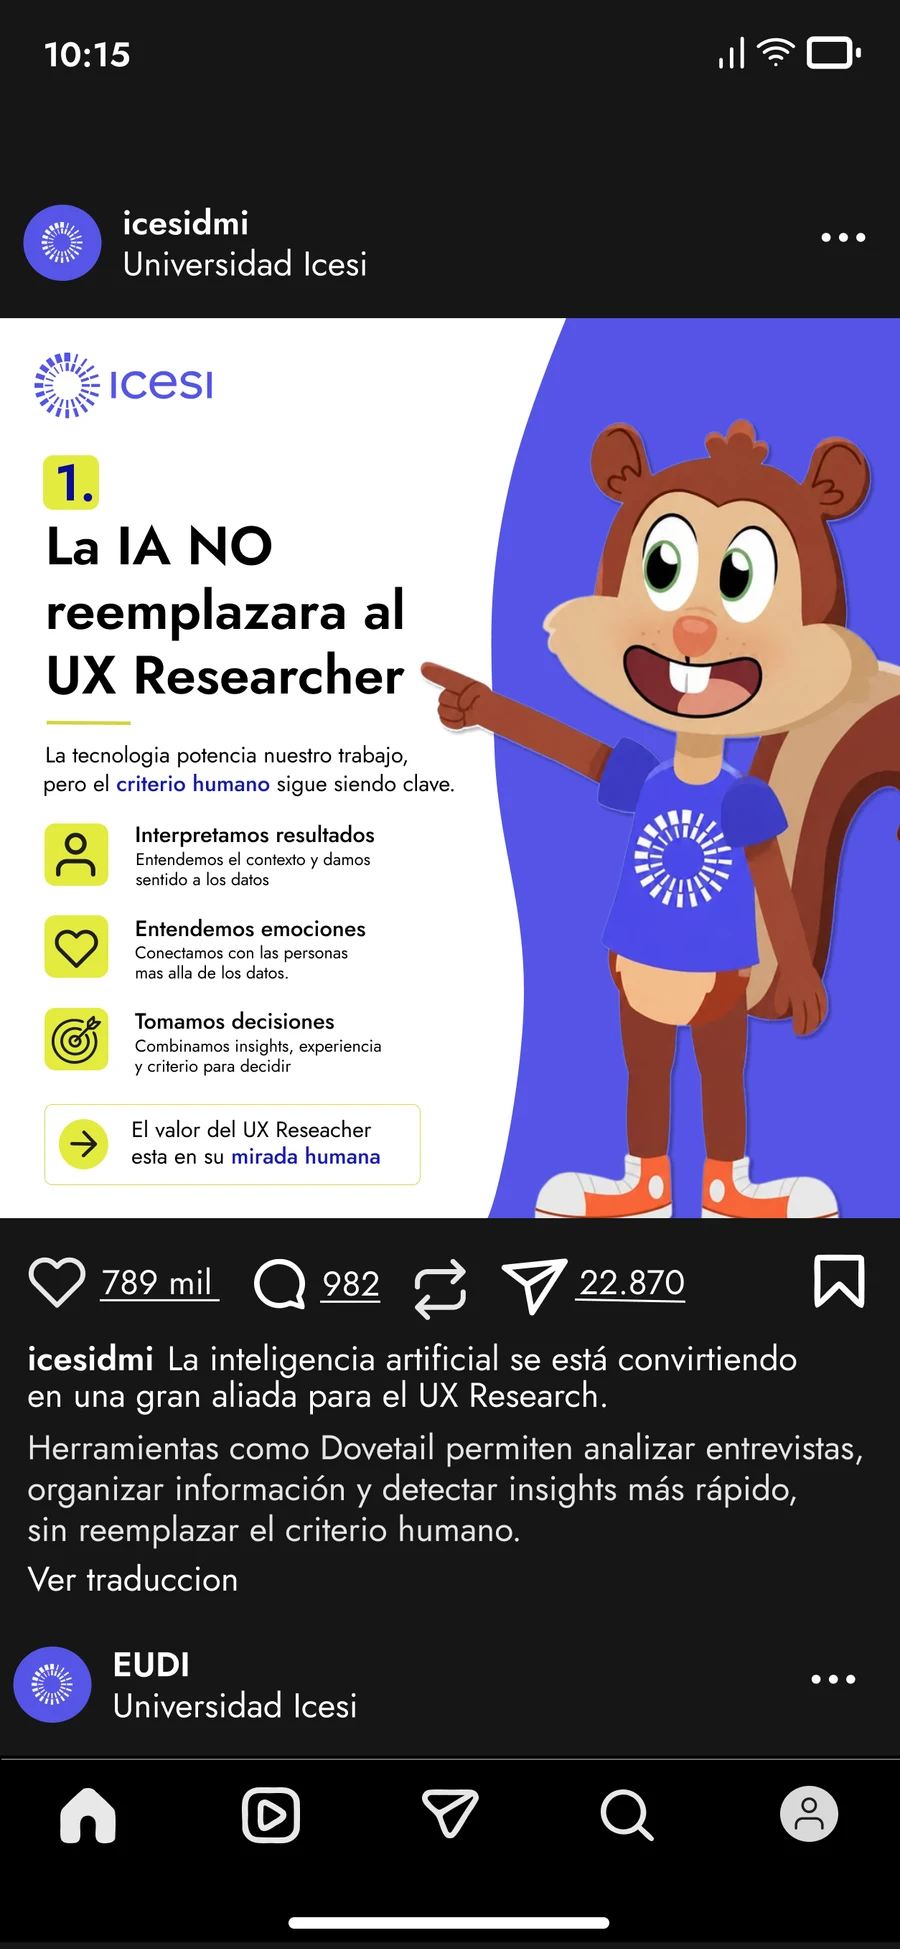 10:15
icesidmi
Universidad Icesi
ICESI
1.
La IA NO
reemplazara al
UX Researcher
La tecnologia potencia nuestro trabajo,
pero el criterio humano sigue siendo clave.
Interpretamos resultados
Entendemos el contexto y damos
sentido a los datos
Entendemos emociones
Conectamos con las personas
mas alla de los datos.
Tomamos decisiones
Combinamos insights, experiencia
y criterio para decidir
El valor del UX Reseacher
esta en su mirada humana
789 mil 982 22.870
icesidmi La inteligencia artificial se está convirtiendo
en una gran aliada para el UX Research.
Herramientas como Dovetail permiten analizar entrevistas,
organizar información y detectar insights más rápido,
sin reemplazar el criterio humano.
Ver traduccion
EUDI
Universidad Icesi